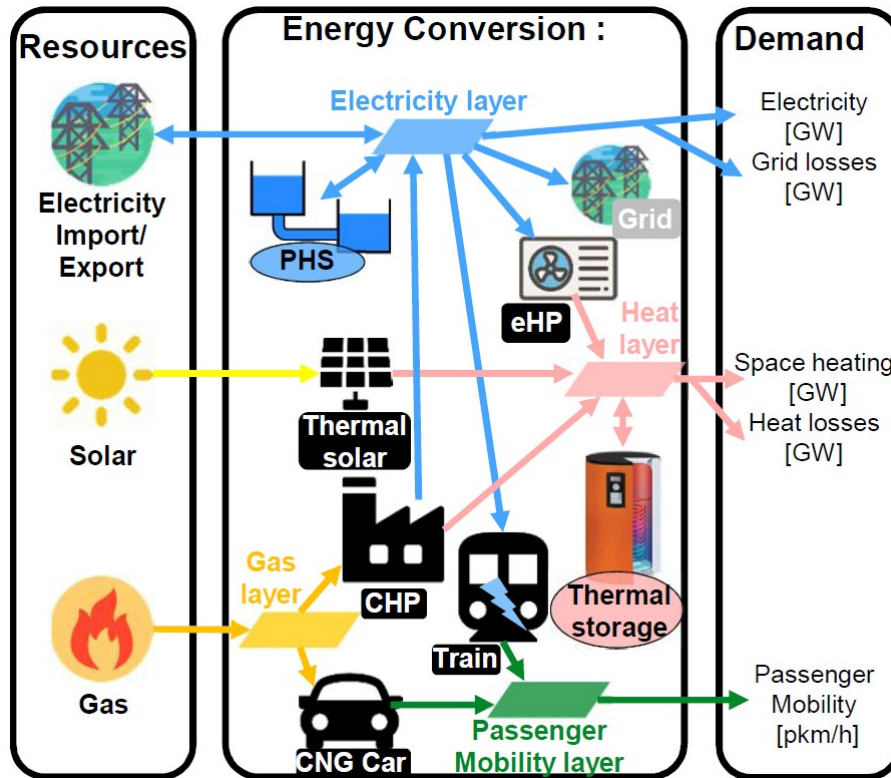 Resources
Energy Conversion :
Demand
Electricity layer
Electricity
[GW]
Grid losses
[GW]
Electricity
Import/
Export
PHS
Grid
eHP
Heat
layer
Space heating
[GW]
Heat losses
[GW]
Solar
Thermal
solar
Gas
layer
CHP
Thermal
storage
Train
Gas
CNG Car
Passenger
Mobility layer
Passenger
Mobility
[pkm/h]